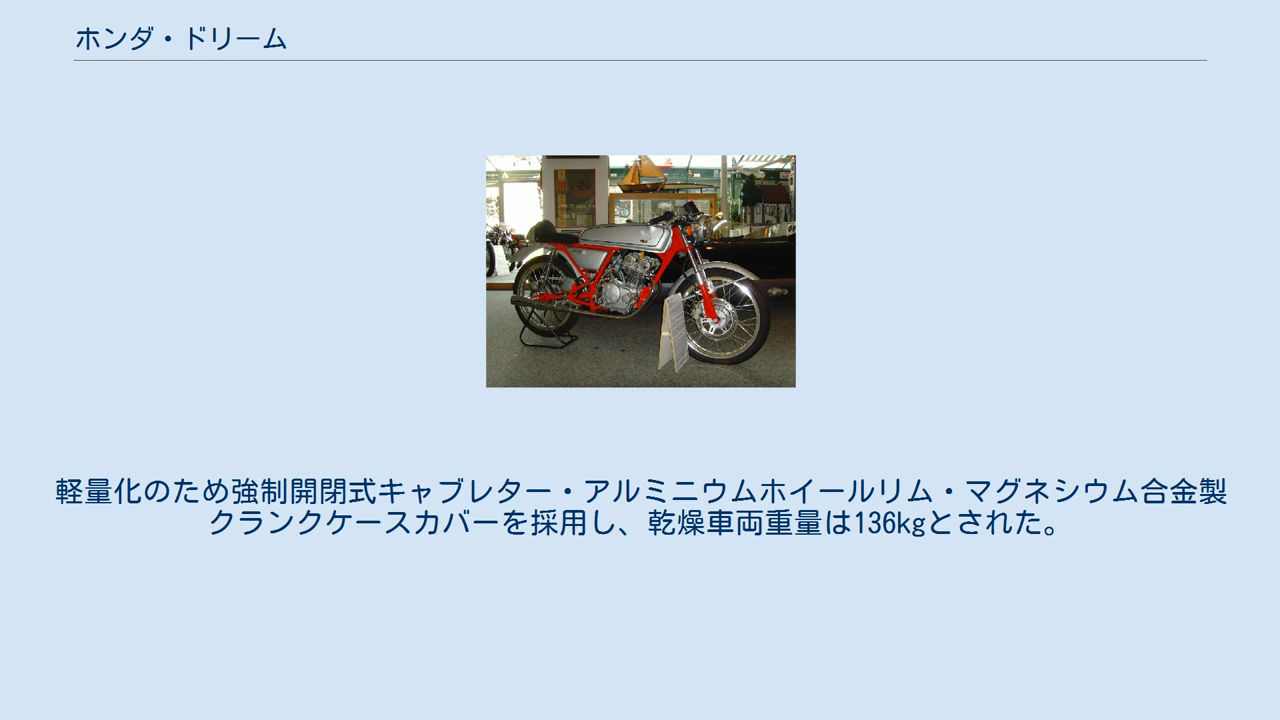 ホンダ・ドリーム
軽量化のため強制開閉式キャブレター・アルミニウムホイールリム・マグネシウム合金製
クランクケースカバーを採用し、乾燥車両重量は136kgとされた。